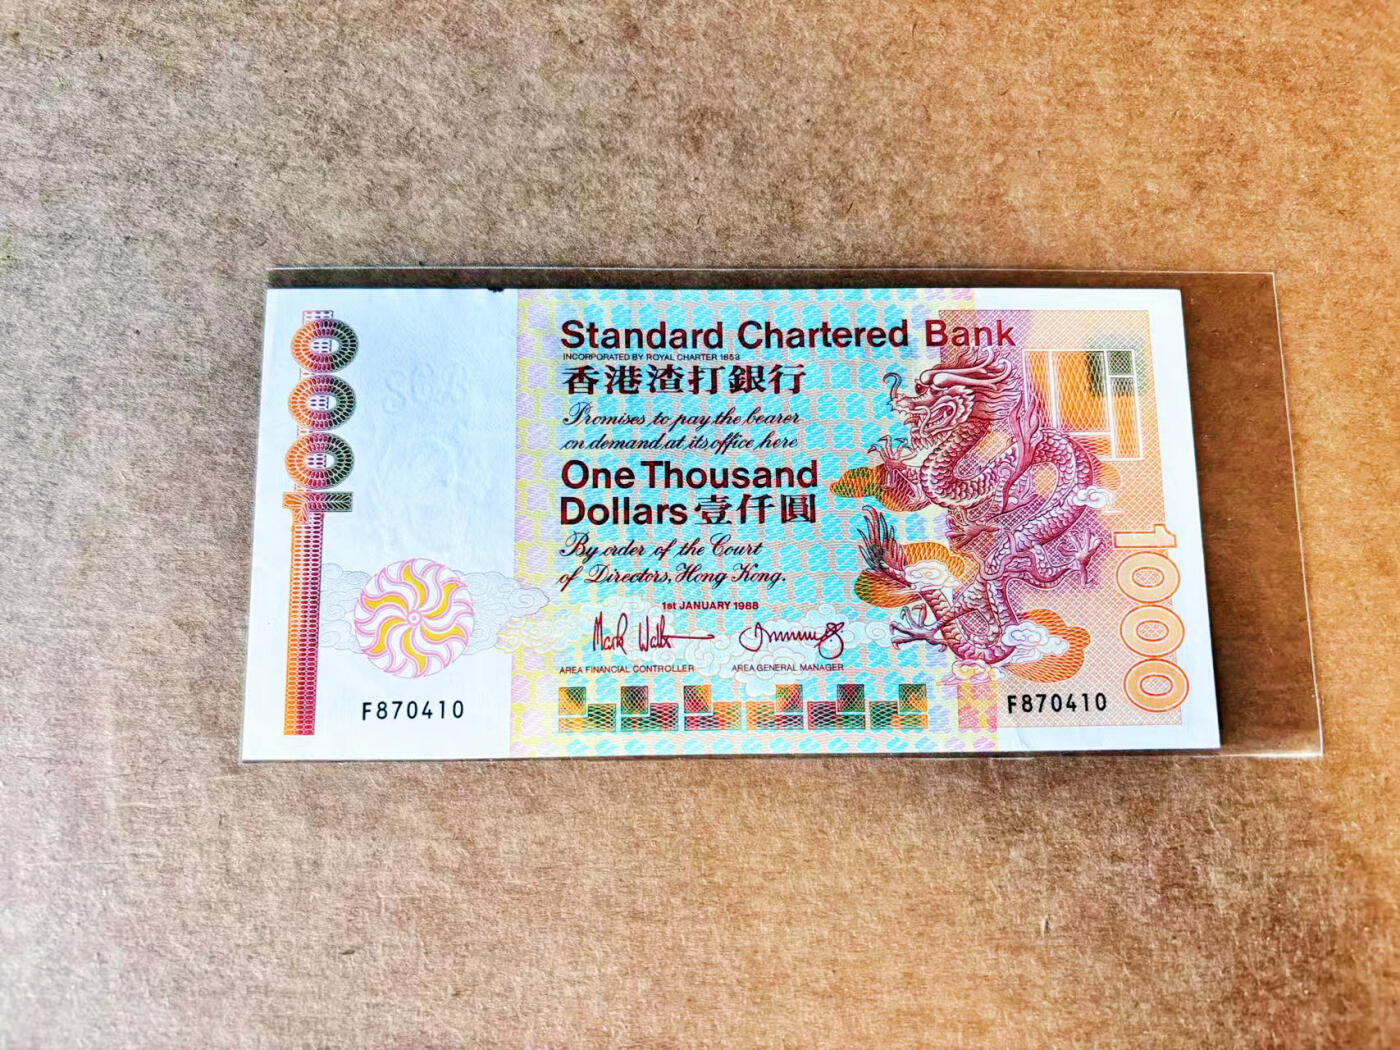 Standard Chartered Bank
INCORPORATED BY ROYAL CHARTER 1853
香港渣打銀行
Promises to pay the bearer
on demand at its office here
One Thousand
Dollars 壹仟圓
By order of the Court
of Directors, Hong Kong.
1st JANUARY 1988
AREA FINANCIAL CONTROLLER AREA GENERAL MANAGER
F870410 F870410
1000
1000
SCB